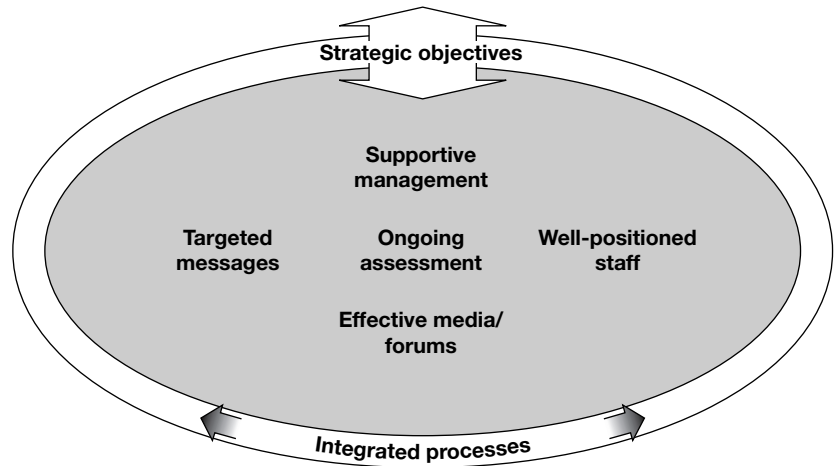 Strategic objectives
Supportive
management
Targeted
messages
Ongoing
assessment
Well-positioned
staff
Effective media/
forums
Integrated processes